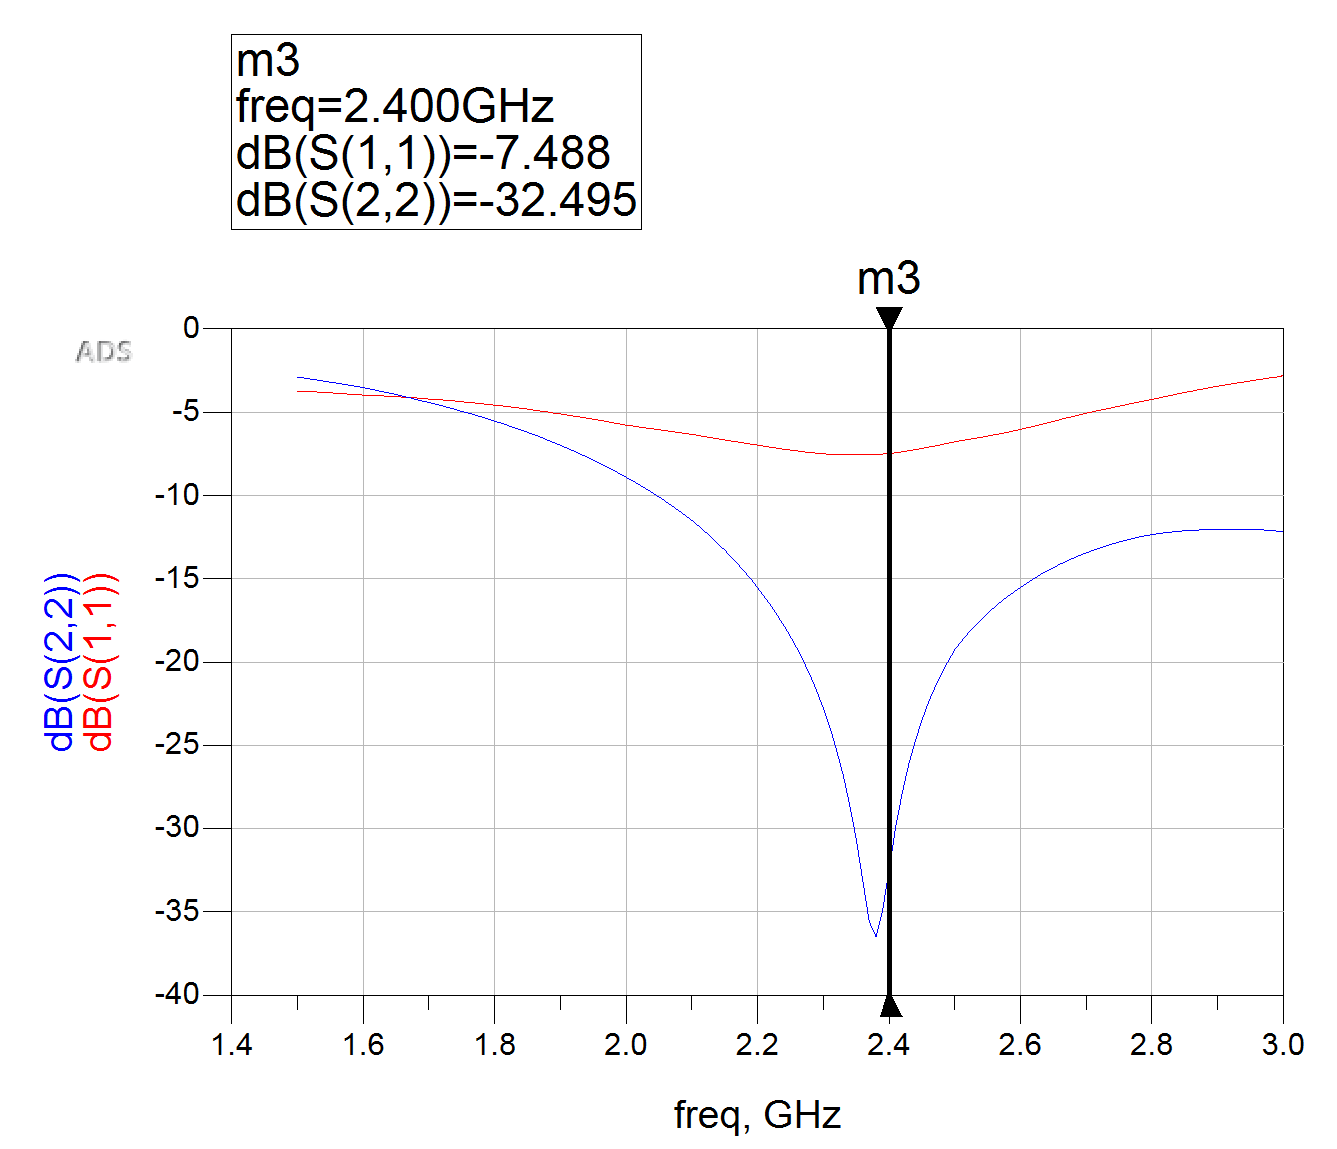 m3
freq=2.400GHz
dB(S(1,1))=-7.488
dB(S(2,2))=-32.495
m3
ADS
0
-5
-10
-15
-20
-25
-30
-35
-40
dB(S(2,2))
dB(S(1,1))
1.4 1.6 1.8 2.0 2.2 2.4 2.6 2.8 3.0
freq, GHz